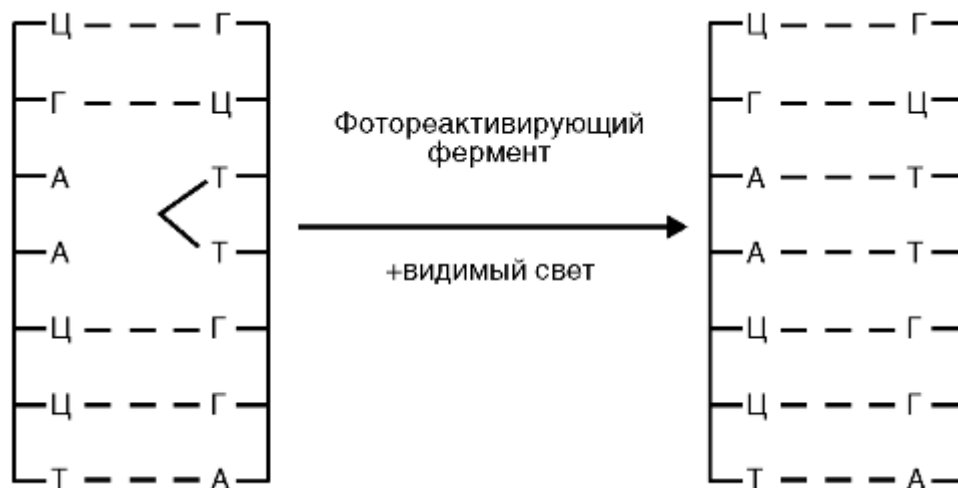 Ц Г Ц Г
Г Ц Г Ц
Фотореактивирующий
фермент
А Т А Т
А Т А Т
+видимый свет
Ц Г Ц Г
Ц Г Ц Г
Т А Т А